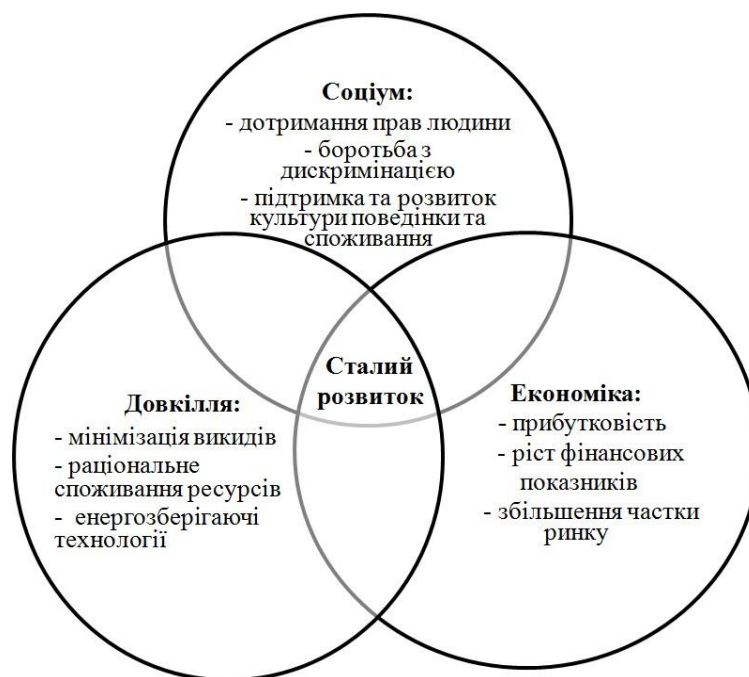 Соціум:
- дотримання прав людини
- боротьба з
дискримінацією
- підтримка та розвиток
культури поведінки та
споживання
Сталий
розвиток
Довкілля:
- мінімізація викидів
- раціональне
споживання ресурсів
- енергозберігаючі
технології
Економіка:
- прибутковість
- ріст фінансових
показників
- збільшення частки
ринку